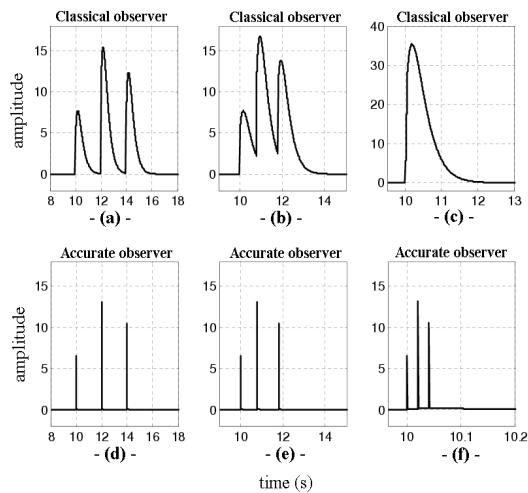 Classical observer Classical observer Classical observer
amplitude
15
10
5
0
8 10 12 14 16 18
- (a) -
15
10
5
0
10 12 14
- (b) -
40
30
20
10
0
10 11 12 13
- (c) -
Accurate observer Accurate observer Accurate observer
amplitude
15
10
5
0
8 10 12 14 16 18
- (d) -
15
10
5
0
10 12 14
- (e) -
15
10
5
0
10 10.1 10.2
- (f) -
time (s)